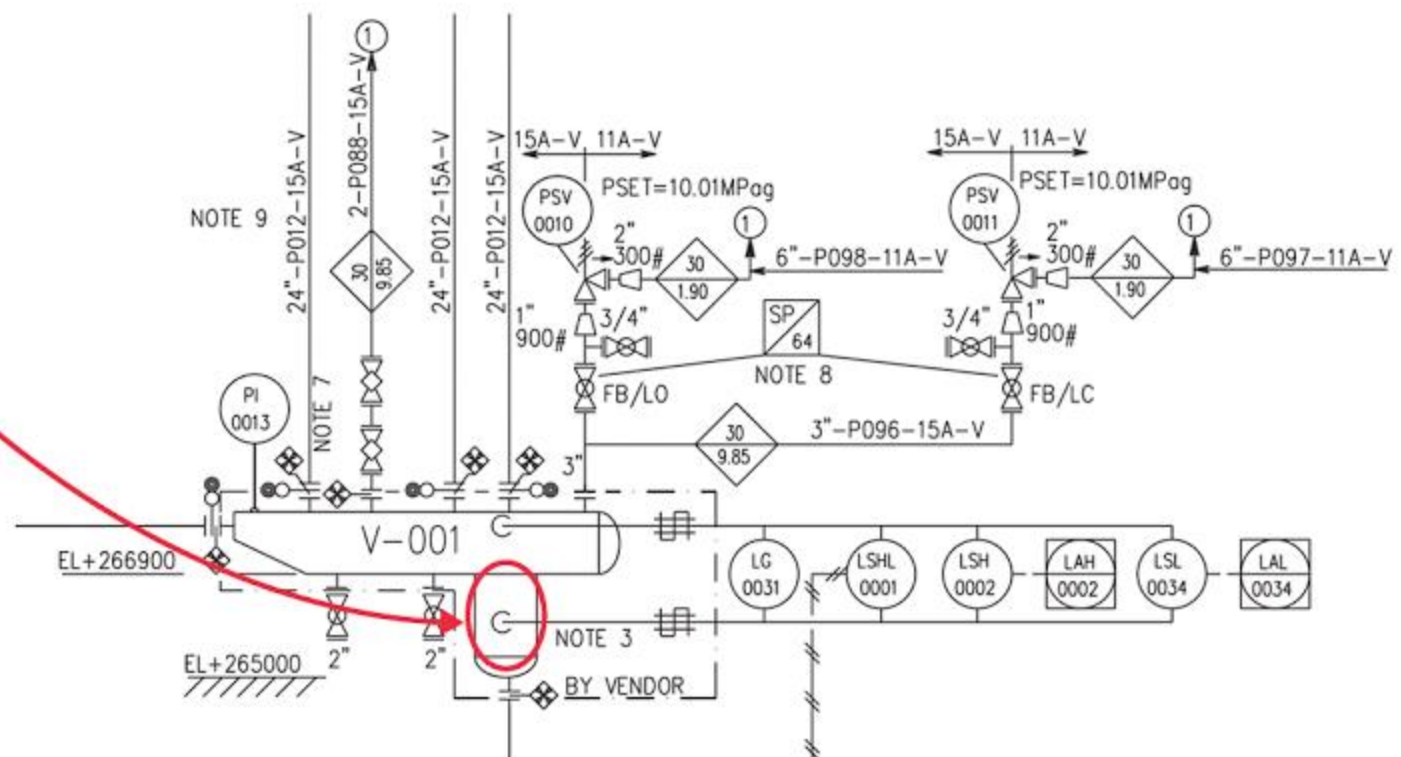 1
24"-P012-15A-V
2-P088-15A-V
24"-P012-15A-V
24"-P012-15A-V
NOTE 9
30
9.85
15A-V 11A-V
PSV
0010
PSET=10.01MPag
2"
300#
30
1.90
1
6"-P098-11A-V
15A-V 11A-V
PSV
0011
PSET=10.01MPag
2"
300#
30
1.90
1
6"-P097-11A-V
1"
900#
3/4"
SP
64
NOTE 8
3/4"
1"
900#
FB/LO
FB/LC
PI
0013
NOTE 7
3"
30
9.85
3"-P096-15A-V
V-001
EL+266900
LG
0031
LSHL
0001
LSH
0002
LAH
0002
LSL
0034
LAL
0034
C
C
NOTE 3
2"
2"
EL+265000
BY VENDOR